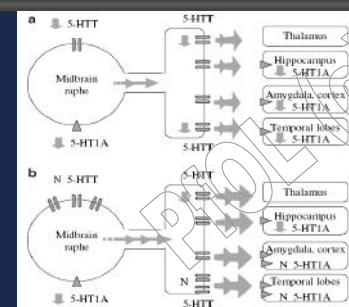 a
5-HTT
5-HTT
Thalamus
Midbrain
raphe
Hippocampus
5-HT1A
Amygdala, cortex
5-HT1A
Temporal lobes
5-HT1A
5-HT1A
5-HTT
b
N 5-HTT
5-HTT
Thalamus
Midbrain
raphe
Hippocampus
5-HT1A
Amygdala, cortex
N 5-HT1A
N
Temporal lobes
N 5-HT1A
5-HT1A
5-HTT